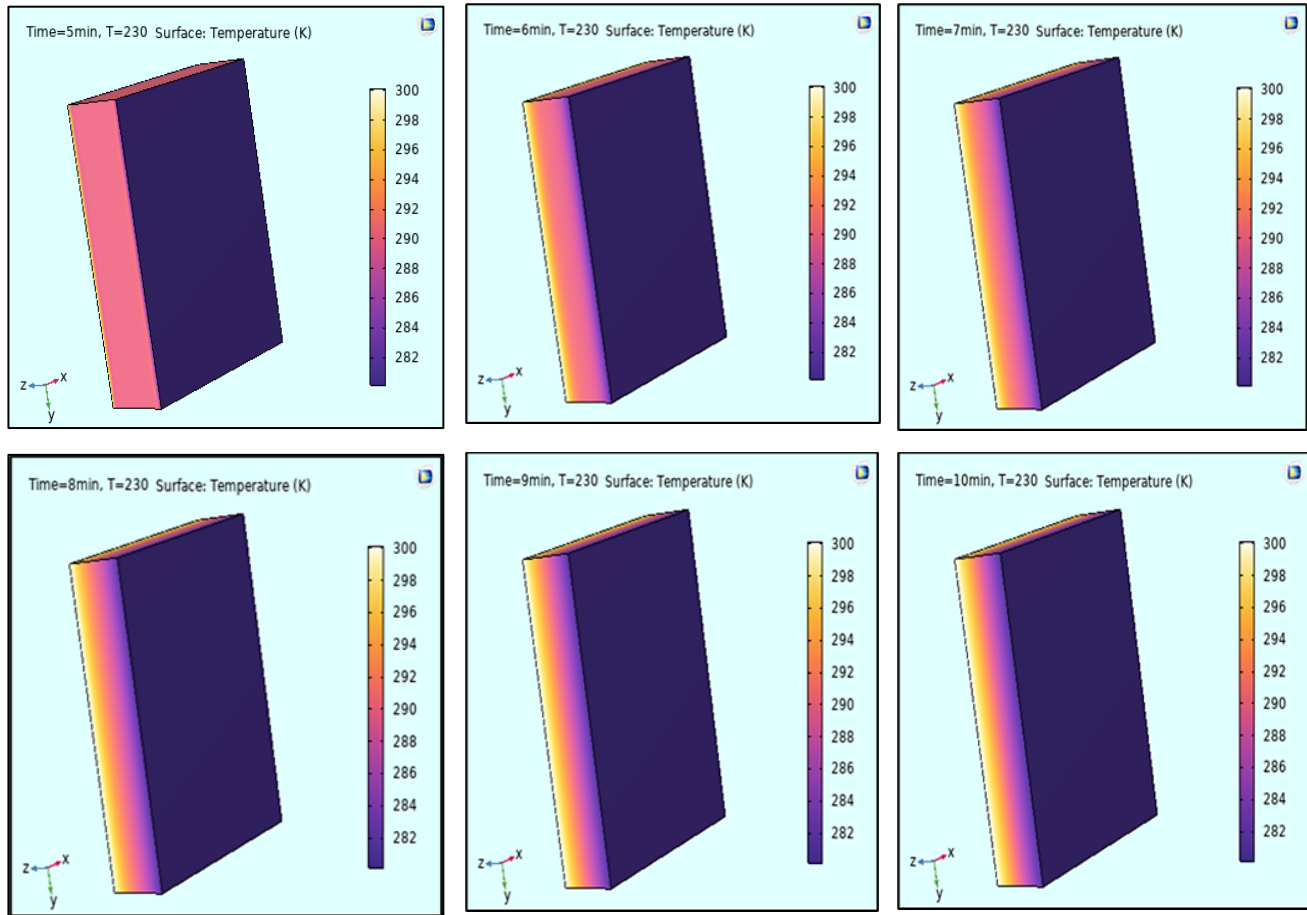 Time=5min, T=230 Surface: Temperature (K)
300
298
296
294
292
290
288
286
284
282
z
x
y
Time=6min, T=230 Surface: Temperature (K)
300
298
296
294
292
290
288
286
284
282
z
x
y
Time=7min, T=230 Surface: Temperature (K)
300
298
296
294
292
290
288
286
284
282
z
x
y
Time=8min, T=230 Surface: Temperature (K)
300
298
296
294
292
290
288
286
284
282
z
x
y
Time=9min, T=230 Surface: Temperature (K)
300
298
296
294
292
290
288
286
284
282
z
x
y
Time=10min, T=230 Surface: Temperature (K)
300
298
296
294
292
290
288
286
284
282
z
x
y